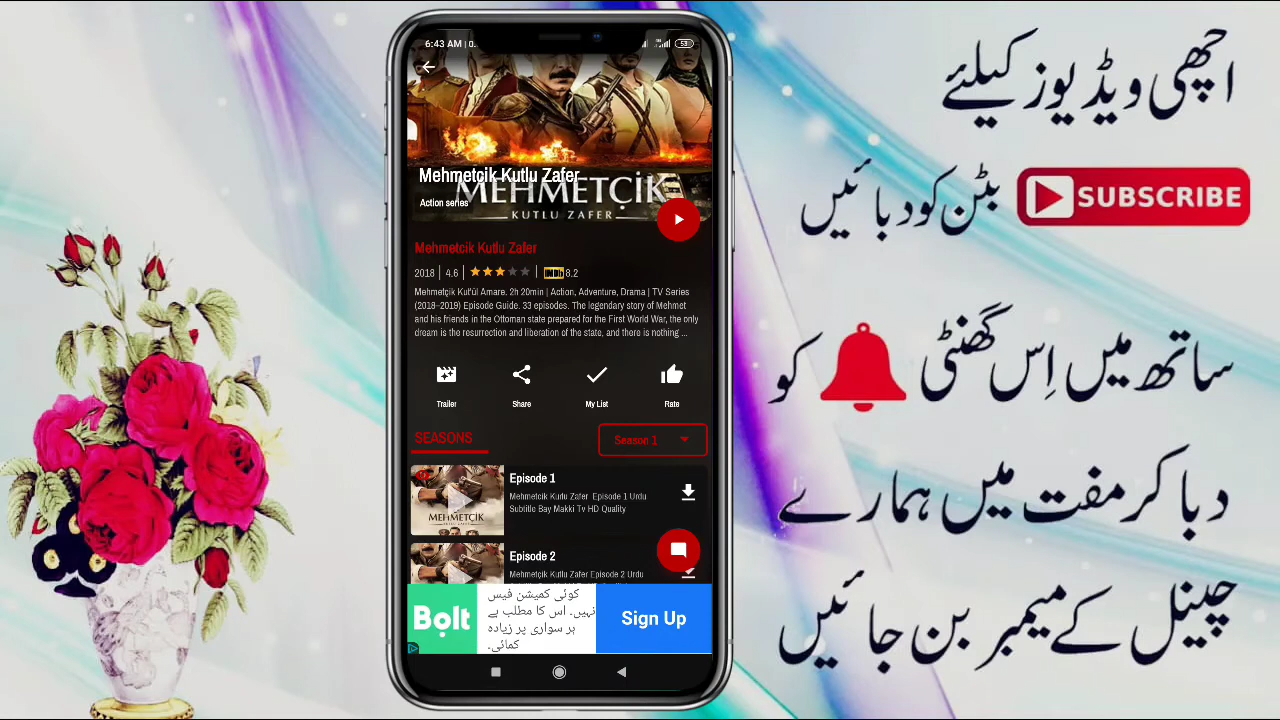 6:43 AM | 0.
53
Mehmetcik Kutlu Zafer
MEHMETÇİK
Action series
KUTLU ZAFER
Mehmetcik Kutlu Zafer
2018 | 4.6 | IMDb 8.2
Mehmetçik Kut'ül Amare. 2h 20min | Action, Adventure, Drama | TV Series
(2018–2019) Episode Guide. 33 episodes. The legendary story of Mehmet
and his friends in the Ottoman state prepared for the First World War, the only
dream is the resurrection and liberation of the state, and there is nothing ...
Trailer Share My List Rate
SEASONS
Season 1
Episode 1
Mehmetcik Kurlu Zafer Episode 1 Urdu
Subtitle Bay Makki Tv HD Quality
MEHMETÇİK
Episode 2
Mehmetçik Kutlu Zafer Episode 2 Urdu
Bolt
کوئی کمیشن فیس
نہیں۔ اس کا مطلب ہے
ہر سواری پر زیادہ
کمائی۔
Sign Up
اچھی ویڈیوز کیلئے
SUBSCRIBE بٹن کو دبائیں
ساتھ میں اِس گھنٹی کو
دبا کر مفت میں ہمارے
چینل کے میمبر بن جائیں